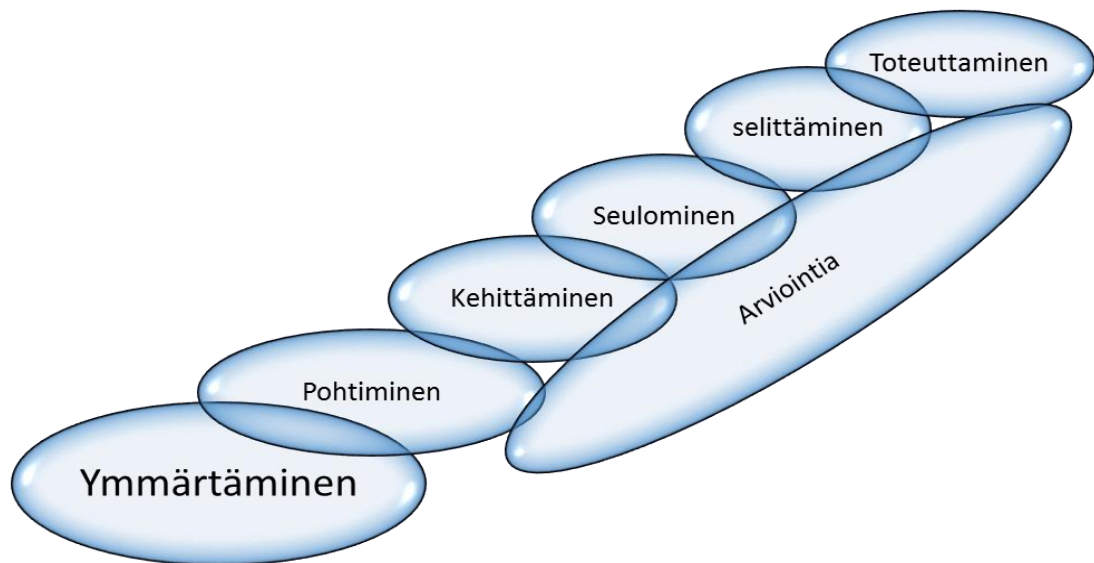 Toteuttaminen
selittäminen
Seulominen
Arviointia
Kehittäminen
Pohtiminen
Ymmärtäminen